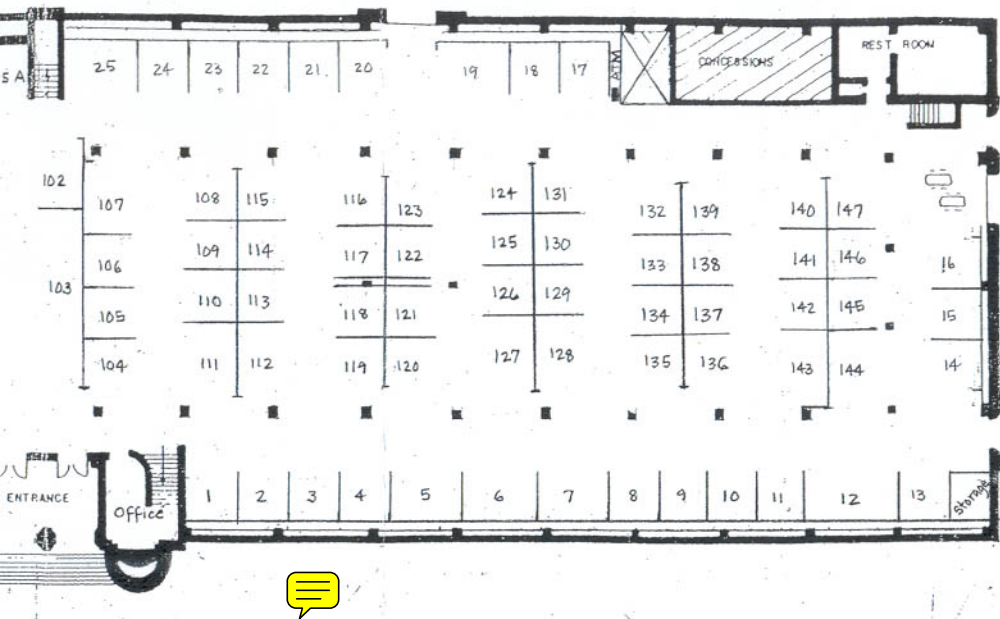 25 24 23 22 21 20 19 18 17 ATM CONCESSIONS REST ROOM
S A
102
107 108 115 116 123 124 131 132 139 140 147
106 109 114 117 122 125 130 133 138 141 146 16
103
105 110 113 118 121 126 129 134 137 142 145 15
104 111 112 119 120 127 128 135 136 143 144 14
ENTRANCE
Office
1 2 3 4 5 6 7 8 9 10 11 12 13 Storage